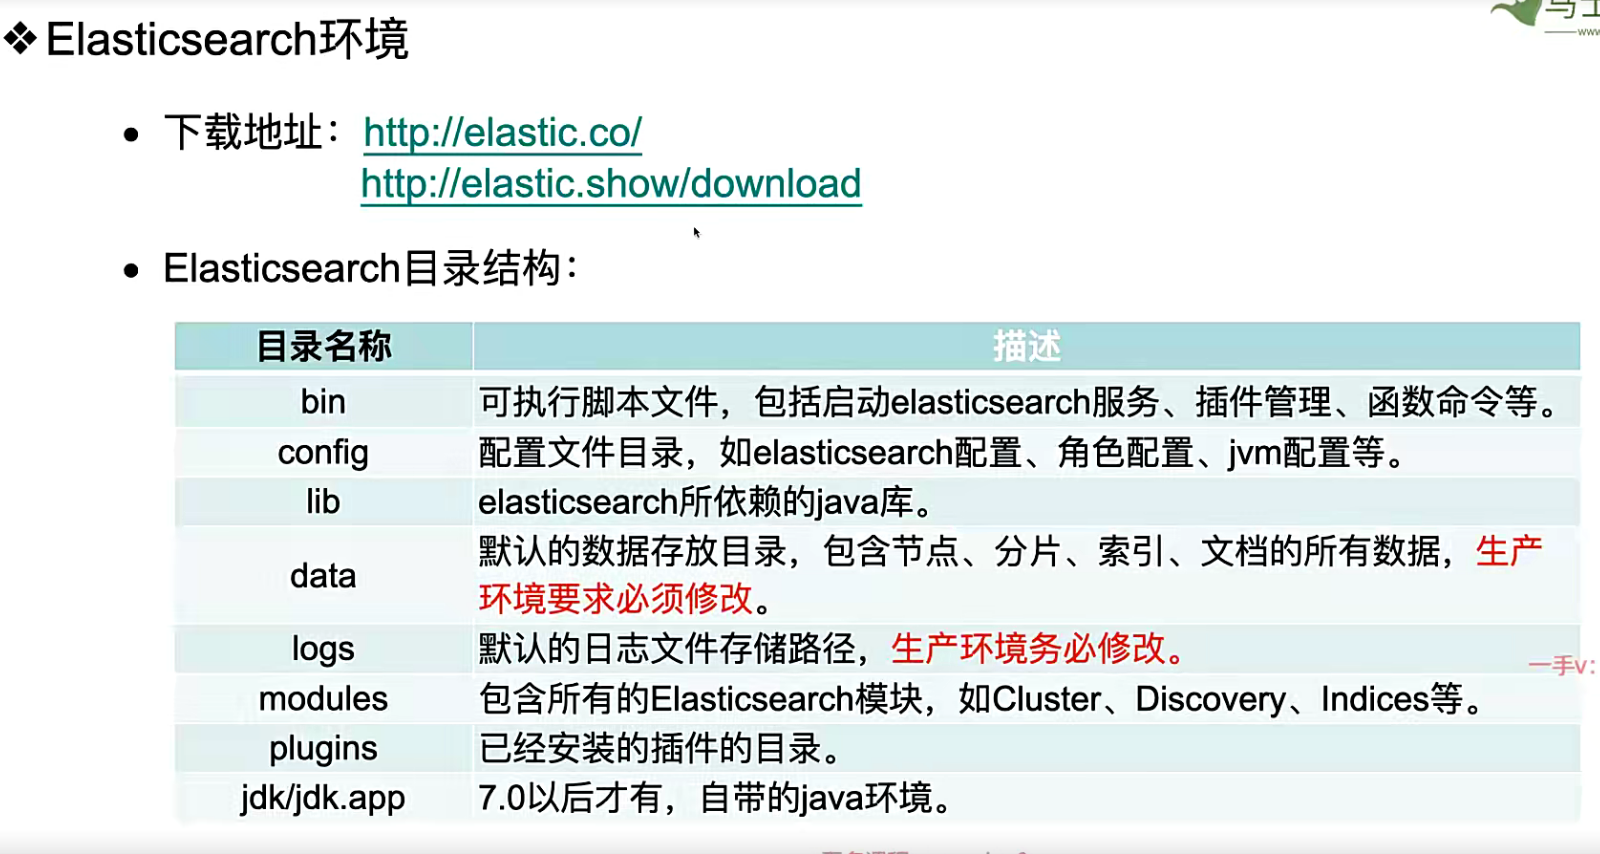 ❖ Elasticsearch环境
• 下载地址：http://elastic.co/
http://elastic.show/download
• Elasticsearch目录结构：
目录名称 描述
bin 可执行脚本文件，包括启动elasticsearch服务、插件管理、函数命令等。
config 配置文件目录，如elasticsearch配置、角色配置、jvm配置等。
lib elasticsearch所依赖的java库。
data 默认的数据存放目录，包含节点、分片、索引、文档的所有数据，生产
环境要求必须修改。
logs 默认的日志文件存储路径，生产环境务必修改。
一手v:
modules 包含所有的Elasticsearch模块，如Cluster、Discovery、Indices等。
plugins 已经安装的插件的目录。
jdk/jdk.app 7.0以后才有，自带的java环境。